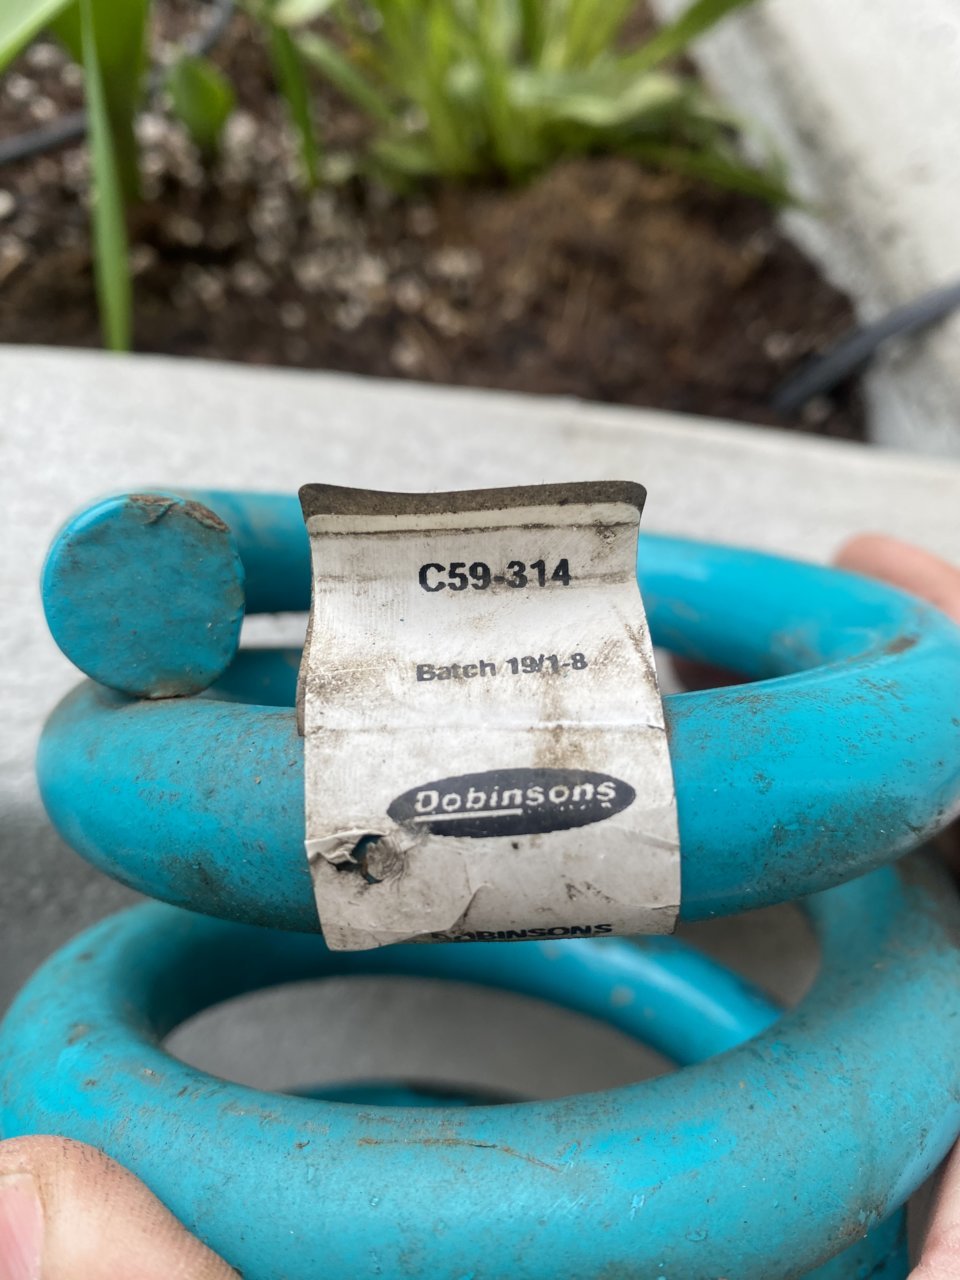 C59-314
Batch 19/1-8
Dobinsons
DOBINSONS